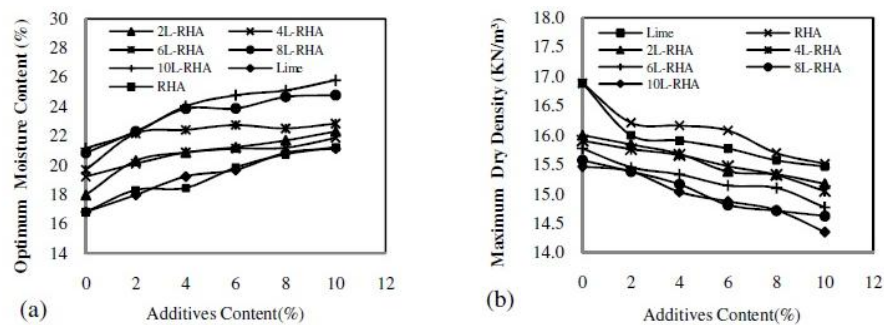 30
28
26
24
22
20
18
16
14
Optimum Moisture Content (%)
2L-RHA 4L-RHA
6L-RHA 8L-RHA
10L-RHA Lime
RHA
0 2 4 6 8 10 12
Additives Content(%)
(a)
18.0
17.5
17.0
16.5
16.0
15.5
15.0
14.5
14.0
Maximum Dry Density (KN/m³)
Lime RHA
2L-RHA 4L-RHA
6L-RHA 8L-RHA
10L-RHA
0 2 4 6 8 10 12
Additives Content(%)
(b)